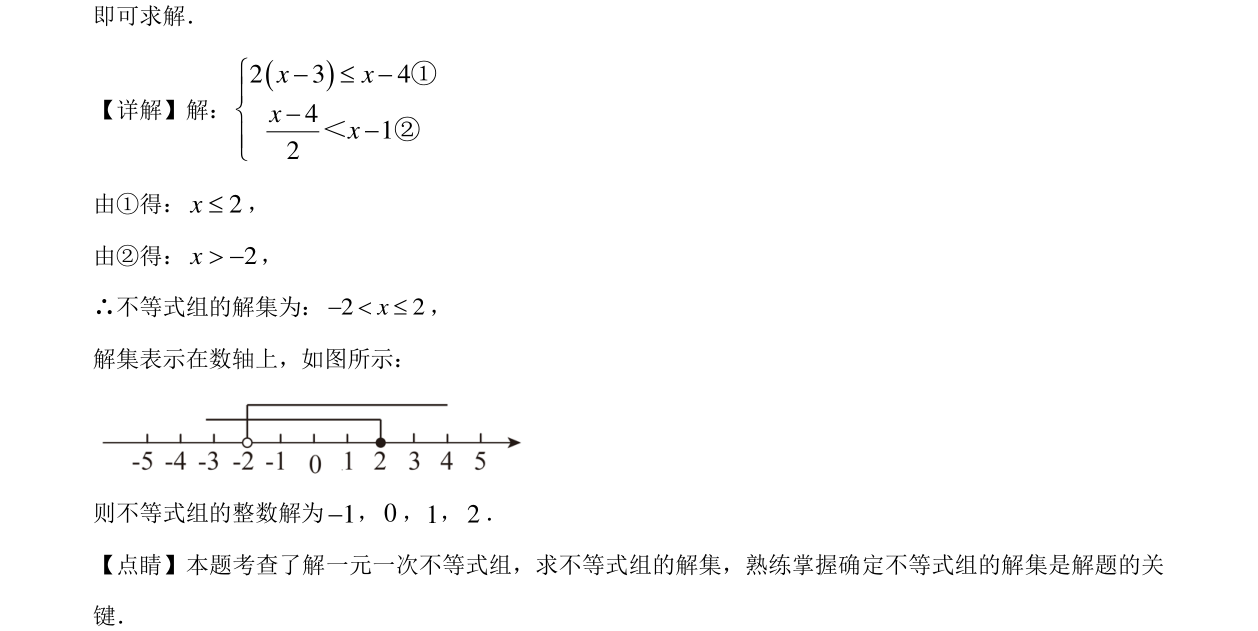 即可求解．
2(x−3)≤x−4①
【详解】解：
x−4
2
<x−1②
由①得：x≤2，
由②得：x>−2，
∴不等式组的解集为：−2<x≤2，
解集表示在数轴上，如图所示：
-5 -4 -3 -2 -1 0 1 2 3 4 5
则不等式组的整数解为−1，0，1，2．
【点睛】本题考查了解一元一次不等式组，求不等式组的解集，熟练掌握确定不等式组的解集是解题的关
键．